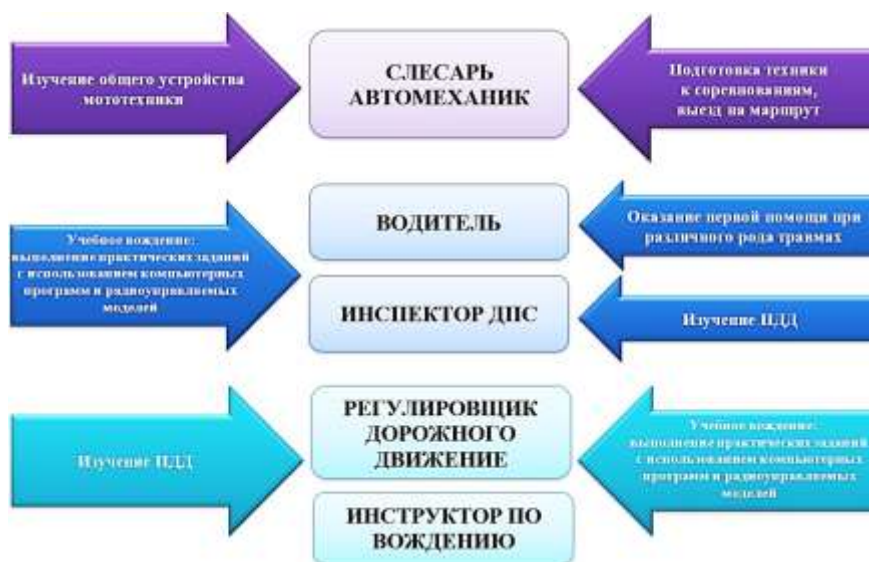 Изучение общего устройства
мототехники
СЛЕСАРЬ
АВТОМЕХАНИК
Подготовка техники
к соревнованиям,
выезд на маршрут
Учебное вождение:
выполнение практических заданий
с использованием компьютерных
программ и радиоуправляемых
моделей
ВОДИТЕЛЬ
Оказание первой помощи при
различного рода травмах
ИНСПЕКТОР ДПС
Изучение ПДД
Изучение ПДД
РЕГУЛИРОВЩИК
ДОРОЖНОГО
ДВИЖЕНИЕ
Учебное вождение:
выполнение практических заданий
с использованием компьютерных
программ и радиоуправляемых
моделей
ИНСТРУКТОР ПО
ВОЖДЕНИЮ